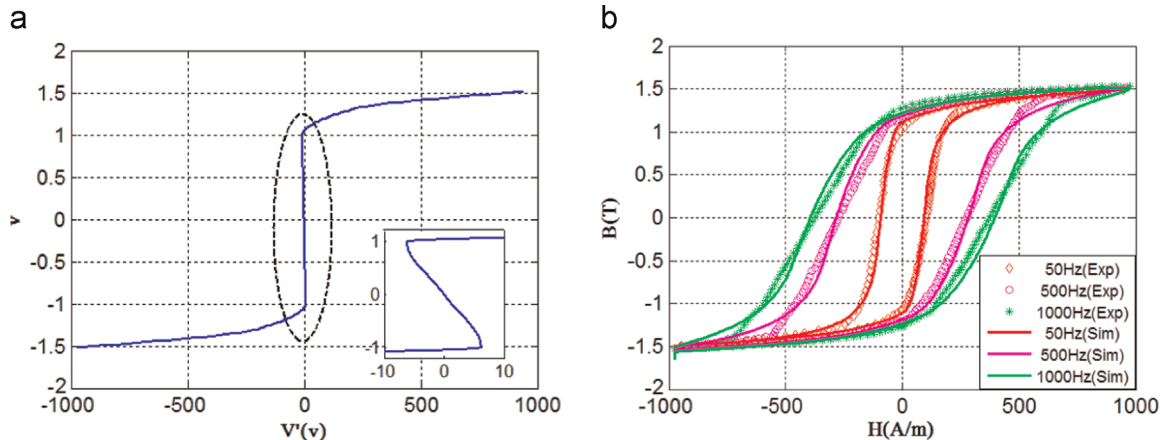 a
2
1.5
1
0.5
0
-0.5
-1
-1.5
-2
v
-1000 -500 0 500 1000
V'(v)
1
0
-1
-10 0 10
b
2
1.5
1
0.5
0
-0.5
-1
-1.5
-2
B(T)
-1000 -500 0 500 1000
H(A/m)
50Hz(Exp)
500Hz(Exp)
1000Hz(Exp)
50Hz(Sim)
500Hz(Sim)
1000Hz(Sim)